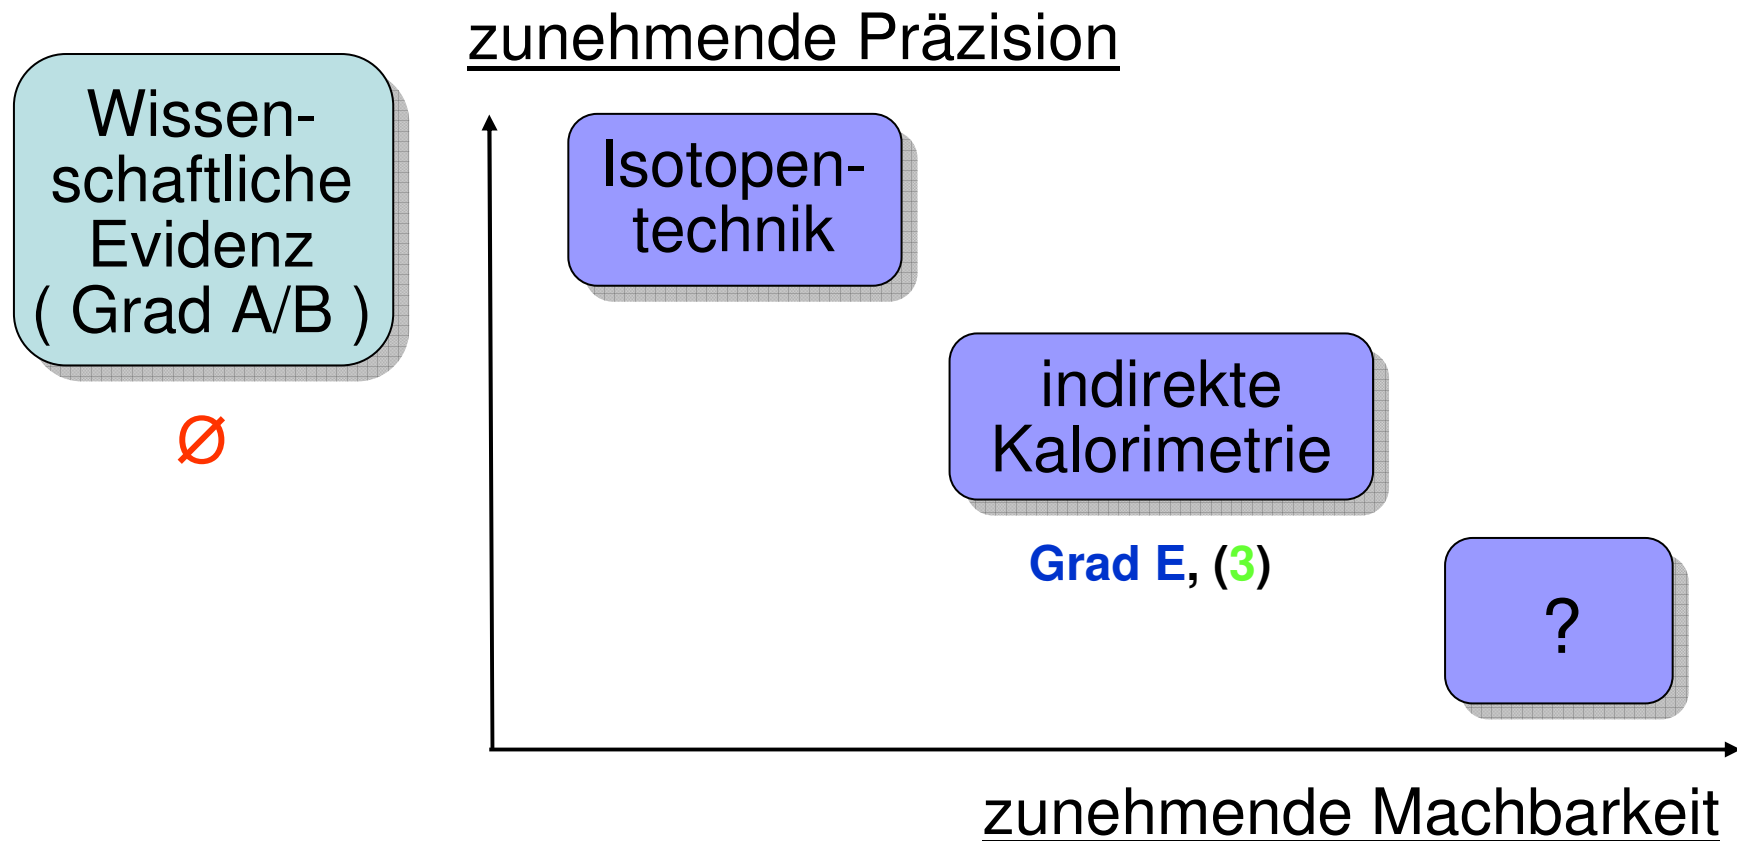 zunehmende Präzision
Wissen-
schaftliche
Evidenz
( Grad A/B )
Ø
Isotopen-
technik
indirekte
Kalorimetrie
Grad E, (3)
?
zunehmende Machbarkeit